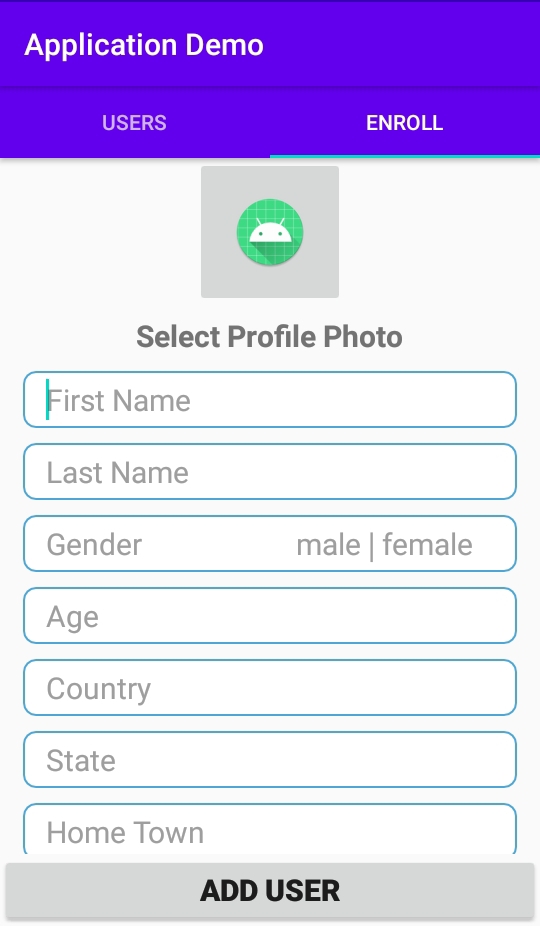 Application Demo
USERS ENROLL
Select Profile Photo
First Name
Last Name
Gender male | female
Age
Country
State
Home Town
ADD USER